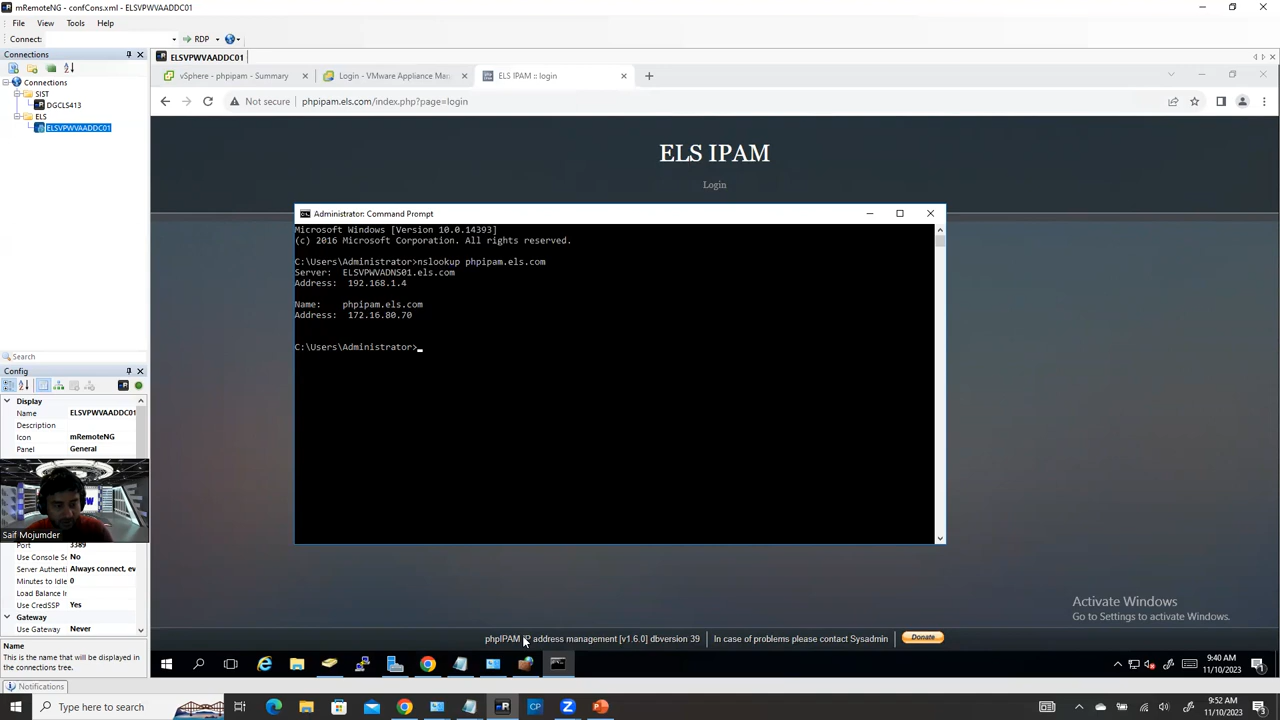 mRemoteNG - confCons.xml - ELSVPWVAADDC01
File View Tools Help
Connect: RDP
Connections
ELSVPWVAADDC01
Connections
SIST
DGCLS413
ELS
ELSVPWVAADDC01
vSphere - phpipam - Summary
Login - VMware Appliance Man
ELS IPAM :: login
Not secure
phpipam.els.com/index.php?page=login
ELS IPAM
Login
Administrator: Command Prompt
Microsoft Windows [Version 10.0.14393]
(c) 2016 Microsoft Corporation. All rights reserved.
C:\Users\Administrator>nslookup phpipam.els.com
Server: ELSVPWVADNS01.els.com
Address: 192.168.1.4
Name: phpipam.els.com
Address: 172.16.80.70
C:\Users\Administrator>
Search
Config
Display
Name ELSVPWVAADDC01
Description
Icon mRemoteNG
Panel General
Saif Mojumder
Port 3389
Use Console Se No
Server Authenti Always connect, ev
Minutes to Idle 0
Load Balance In
Use CredSSP Yes
Gateway
Use Gateway Never
Name
This is the name that will be displayed in
the connections tree.
Notifications
Activate Windows
Go to Settings to activate Windows.
phpIPAM IP address management [v1.6.0] dbversion 39
In case of problems please contact Sysadmin
Donate
9:40 AM
11/10/2023
Type here to search
9:52 AM
11/10/2023